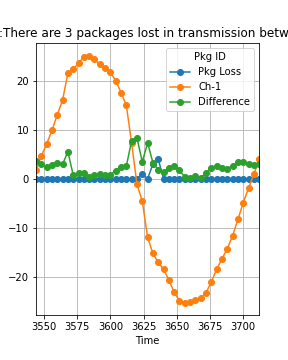 :There are 3 packages lost in transmission betw
Pkg ID
Pkg Loss
Ch-1
Difference
20
10
0
−10
−20
3550 3575 3600 3625 3650 3675 3700
Time